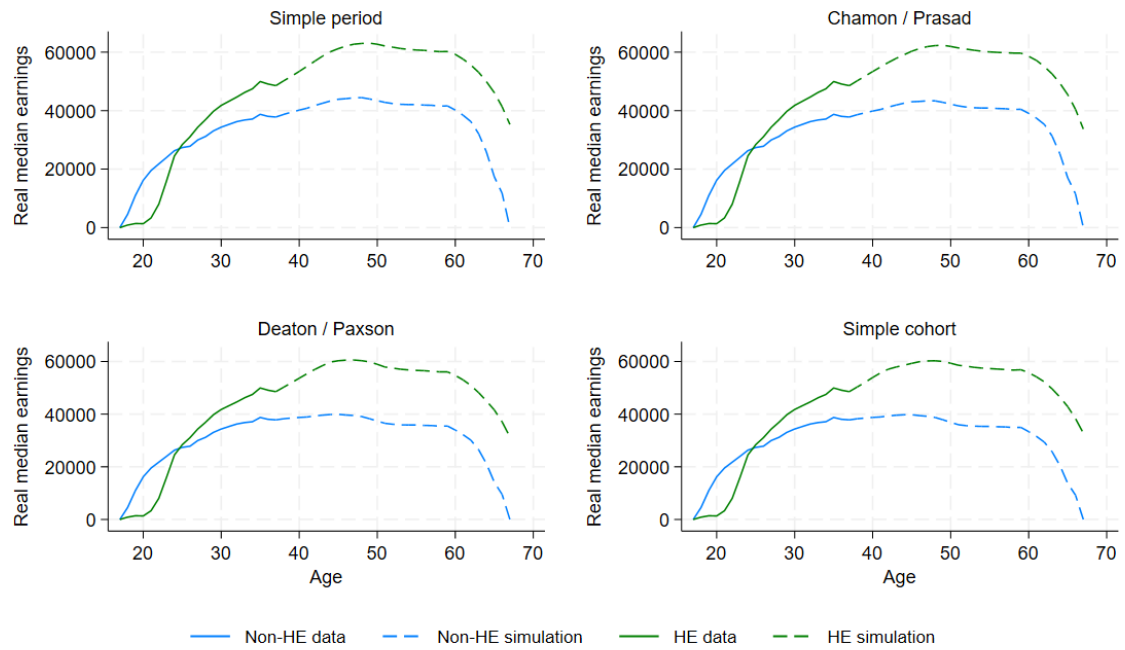 Simple period
Real median earnings
60000
40000
20000
0
20 30 40 50 60 70
Chamon / Prasad
Real median earnings
60000
40000
20000
0
20 30 40 50 60 70
Deaton / Paxson
Real median earnings
60000
40000
20000
0
20 30 40 50 60 70
Age
Simple cohort
Real median earnings
60000
40000
20000
0
20 30 40 50 60 70
Age
Non-HE data Non-HE simulation HE data HE simulation